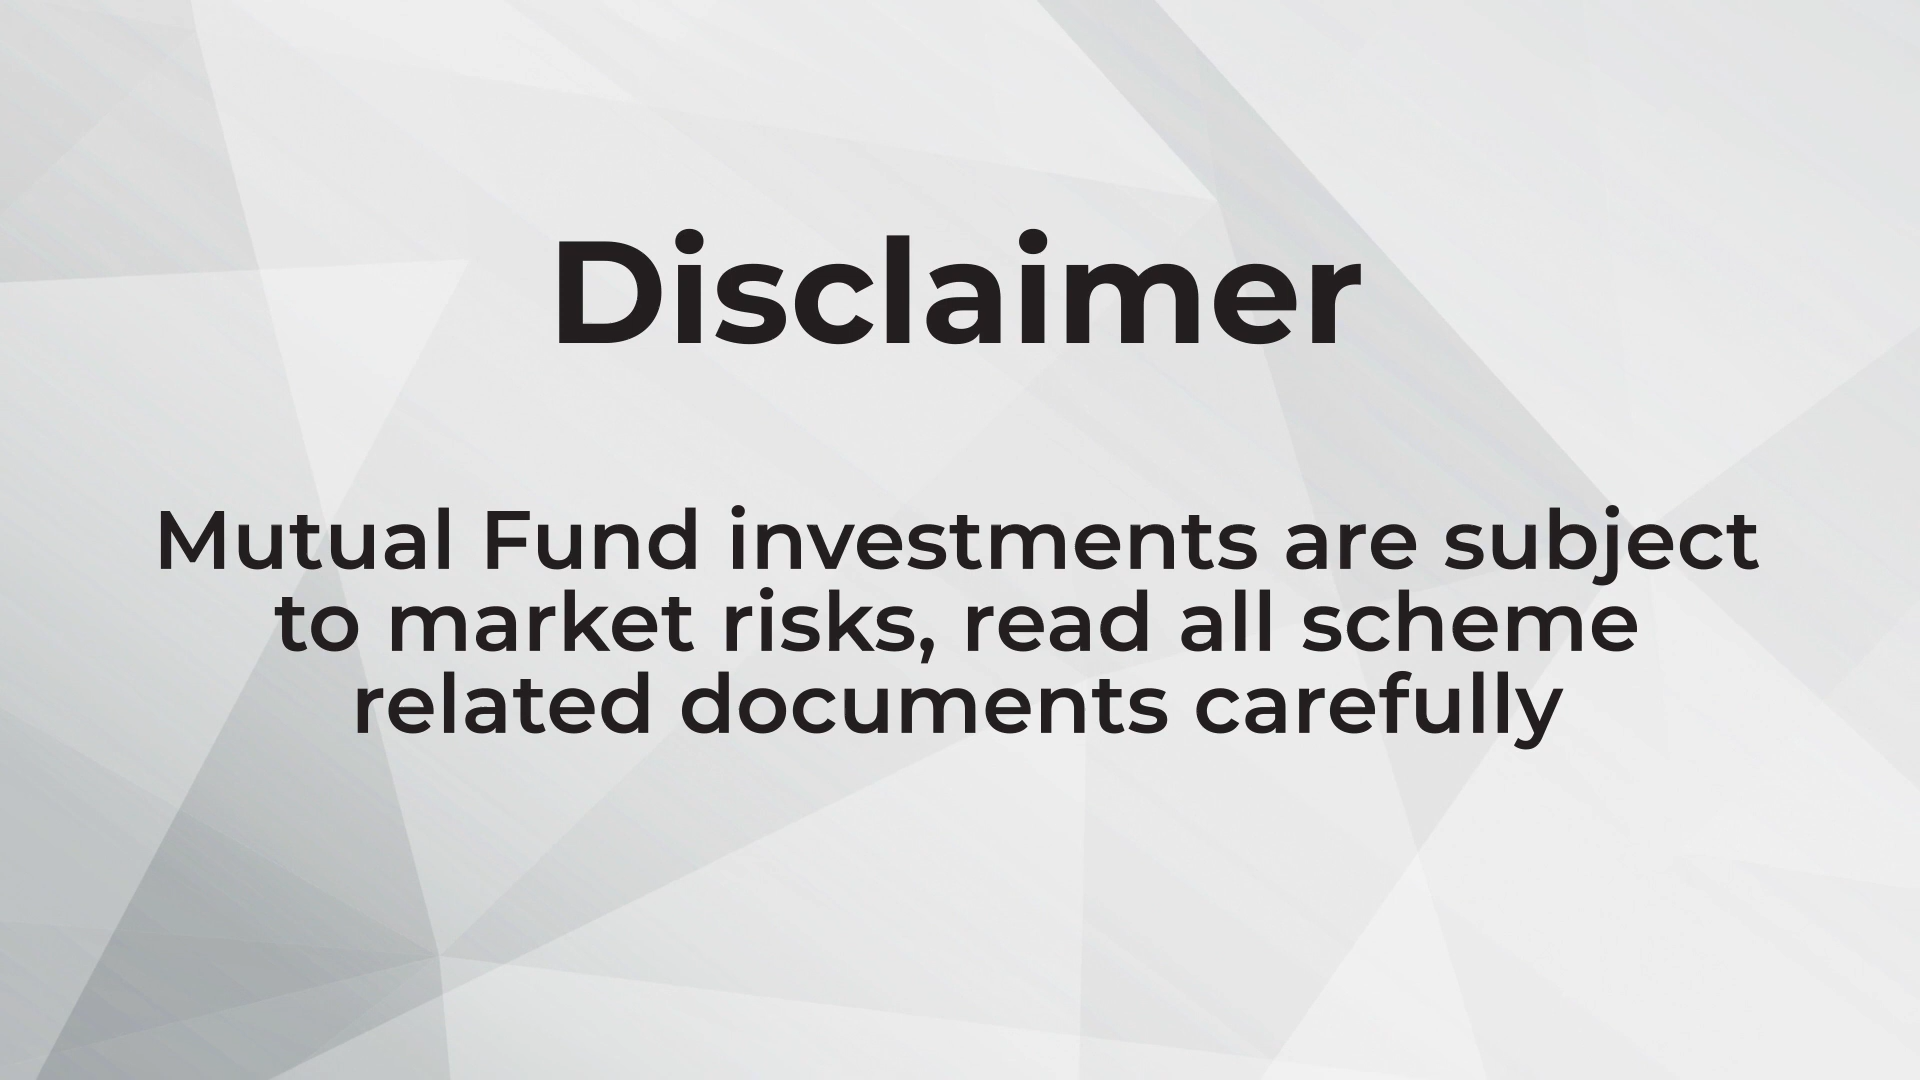 Disclaimer
Mutual Fund investments are subject
to market risks, read all scheme
related documents carefully